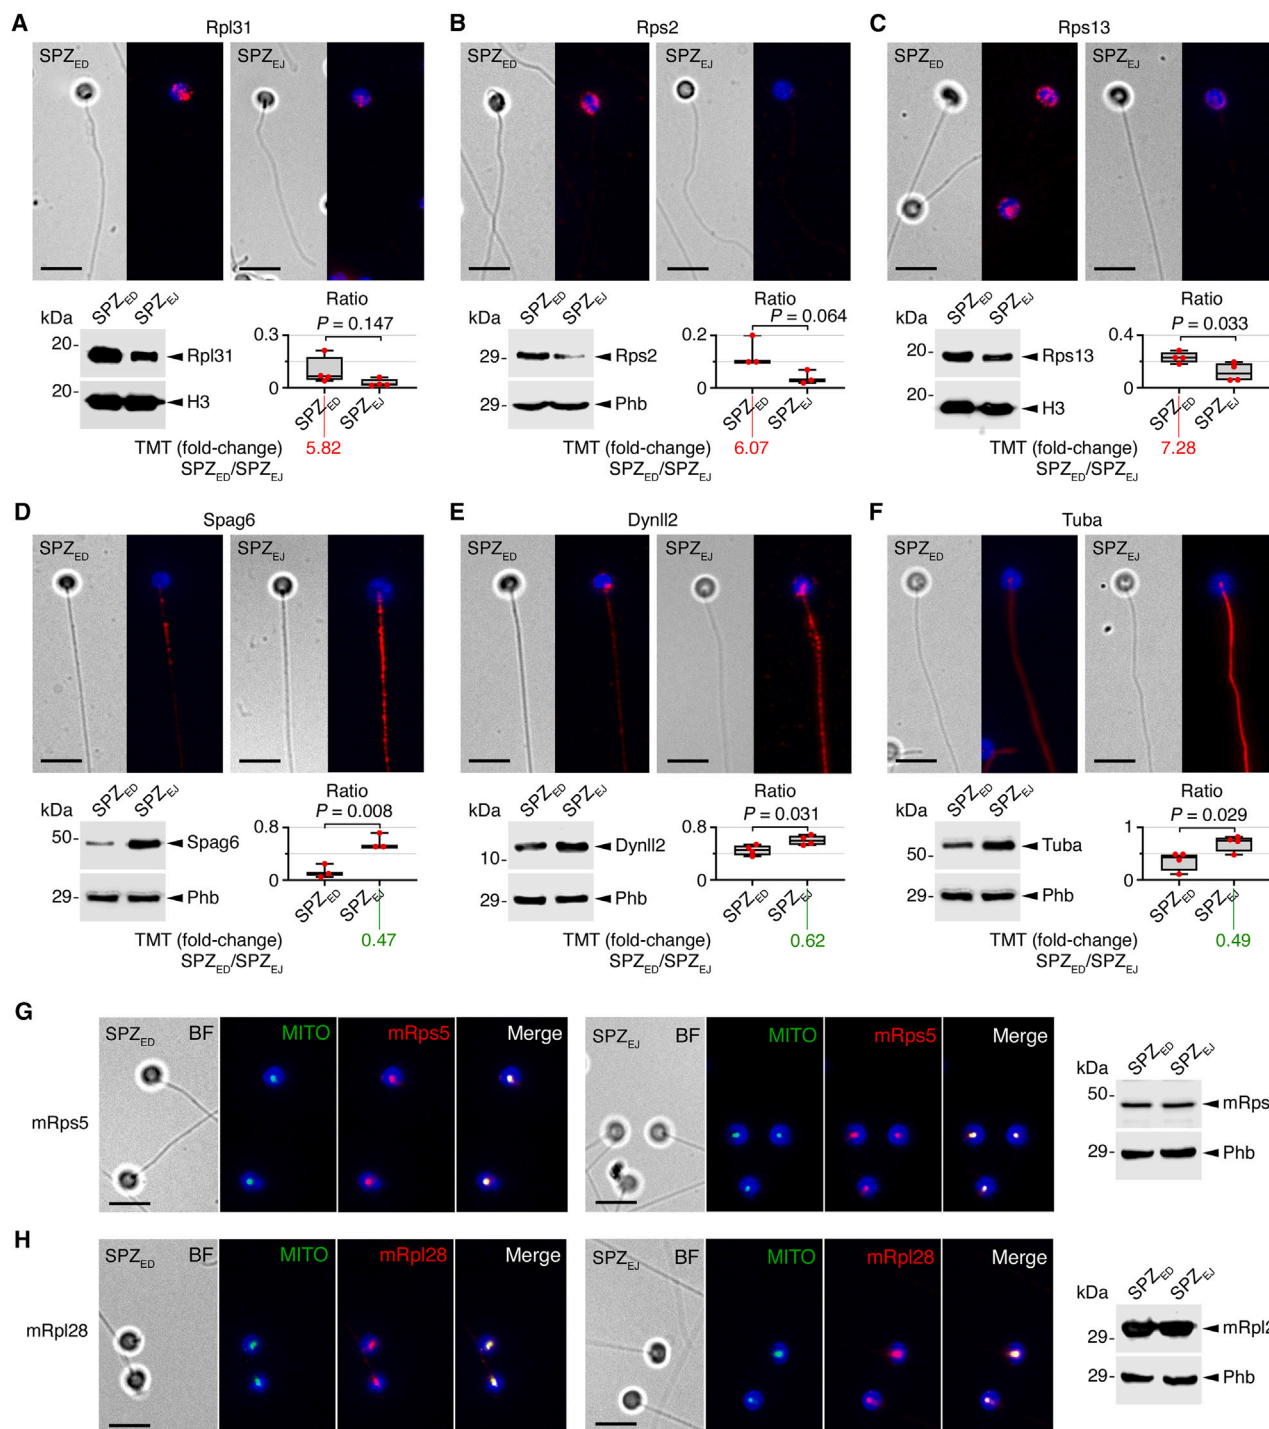 A
Rpl31
SPZED
SPZEJ
kDa
SPZED
SPZEJ
20-
Rpl31
20-
H3
Ratio
P = 0.147
0.3
0
SPZED
SPZEJ
TMT (fold-change)
SPZED/SPZEJ
5.82
B
Rps2
SPZED
SPZEJ
kDa
SPZED
SPZEJ
29-
Rps2
29-
Phb
Ratio
P = 0.064
0.2
0
SPZED
SPZEJ
TMT (fold-change)
SPZED/SPZEJ
6.07
C
Rps13
SPZED
SPZEJ
kDa
SPZED
SPZEJ
20-
Rps13
20-
H3
Ratio
P = 0.033
0.4
0
SPZED
SPZEJ
TMT (fold-change)
SPZED/SPZEJ
7.28
D
Spag6
SPZED
SPZEJ
kDa
SPZED
SPZEJ
50-
Spag6
29-
Phb
Ratio
P = 0.008
0.8
0
SPZED
SPZEJ
TMT (fold-change)
SPZED/SPZEJ
0.47
E
Dynll2
SPZED
SPZEJ
kDa
SPZED
SPZEJ
10-
Dynll2
29-
Phb
Ratio
P = 0.031
0.8
0
SPZED
SPZEJ
TMT (fold-change)
SPZED/SPZEJ
0.62
F
Tuba
SPZED
SPZEJ
kDa
SPZED
SPZEJ
50-
Tuba
29-
Phb
Ratio
P = 0.029
1
0
SPZED
SPZEJ
TMT (fold-change)
SPZED/SPZEJ
0.49
G
mRps5
SPZED BF MITO mRps5 Merge
SPZEJ BF MITO mRps5 Merge
kDa
SPZED
SPZEJ
50-
mRps
29-
Phb
H
mRpl28
SPZED BF MITO mRpl28 Merge
SPZEJ BF MITO mRpl28 Merge
kDa
SPZED
SPZEJ
29-
mRpl2
29-
Phb